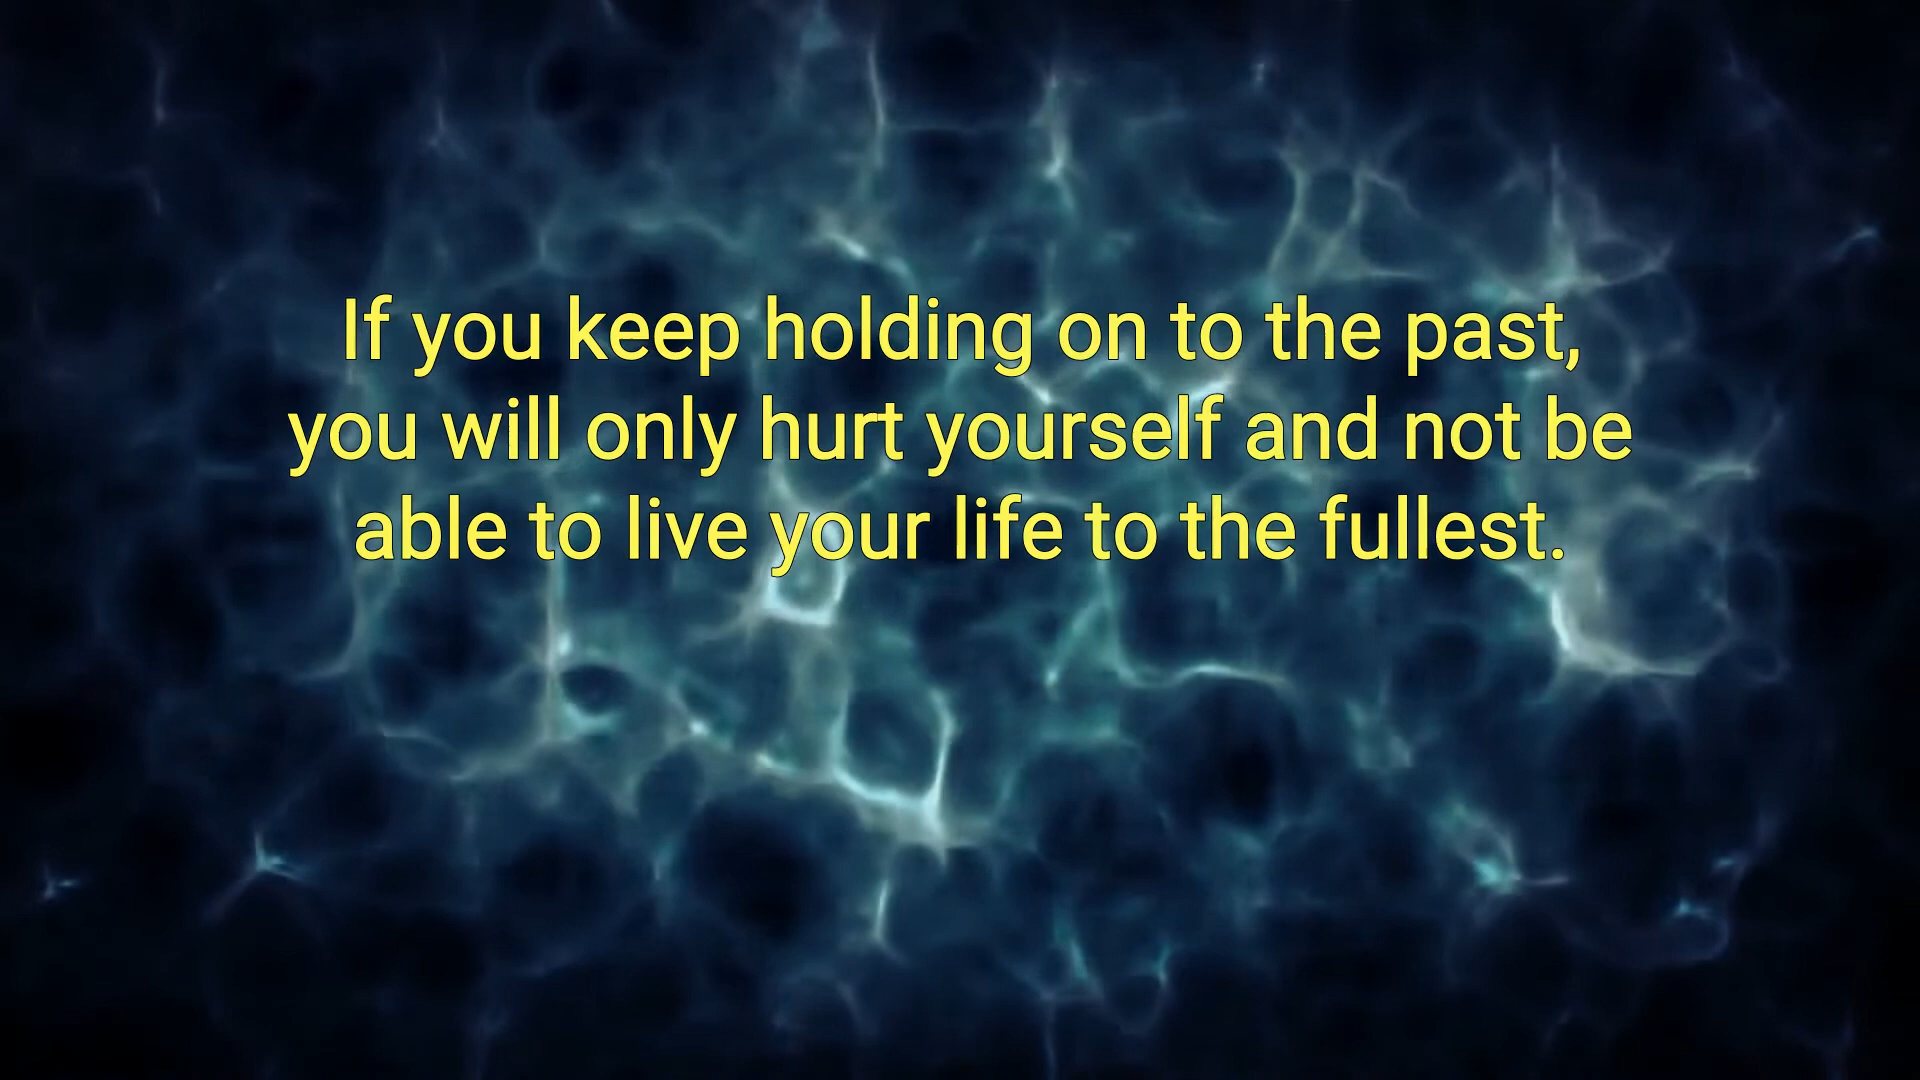 If you keep holding on to the past,
you will only hurt yourself and not be
able to live your life to the fullest.